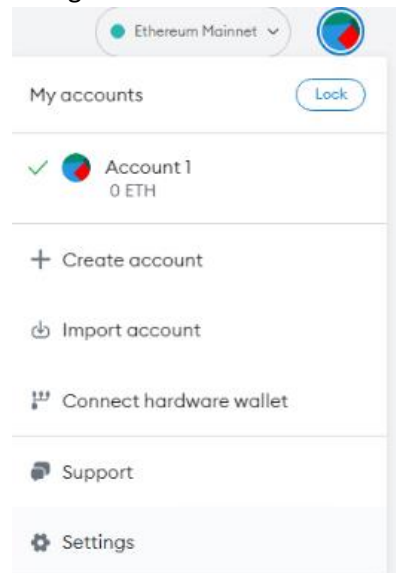 Ethereum Mainnet
My accounts
Lock
Account 1
0 ETH
Create account
Import account
Connect hardware wallet
Support
Settings